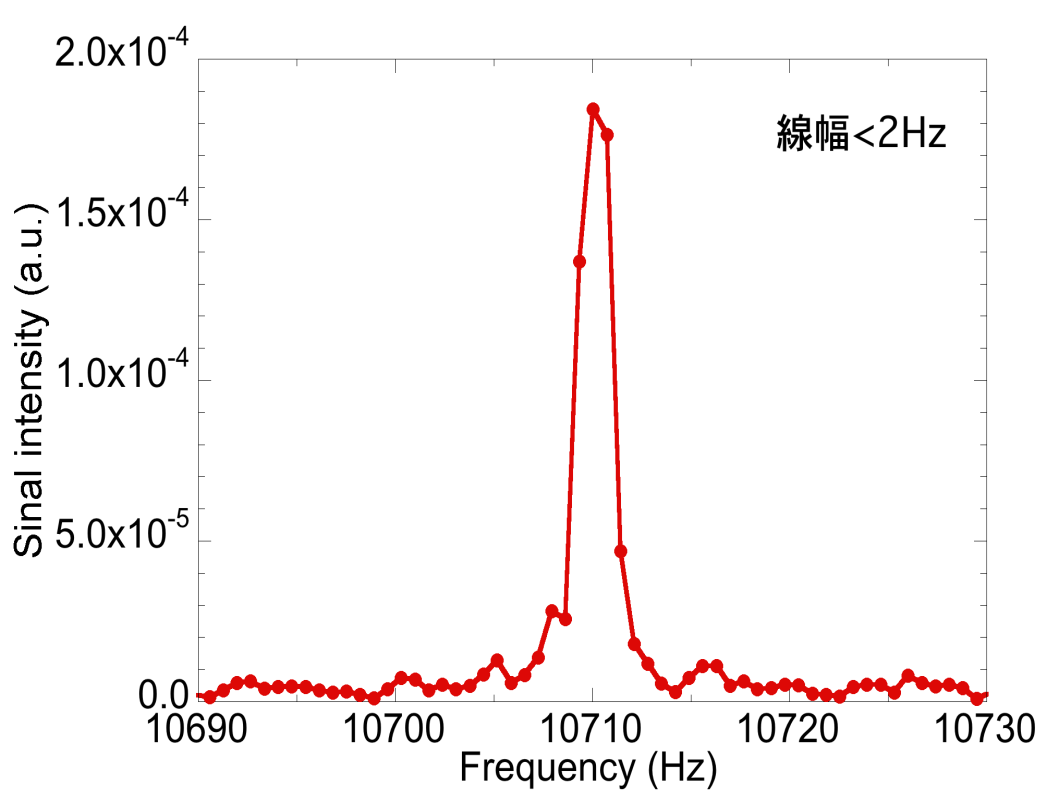 2.0x10-4
線幅<2Hz
1.5x10-4
1.0x10-4
5.0x10-5
0.0
Sinal intensity (a.u.)
10690 10700 10710 10720 10730
Frequency (Hz)